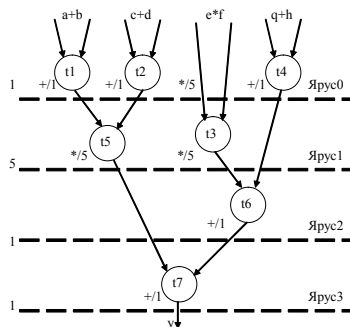 a+b c+d e*f q+h
t1 t2 t4
1 +/1 +/1 */5 +/1 Ярус0
t5 t3
*/5 */5
5 Ярус1
t6
+/1
1 Ярус2
t7
+/1
1 Ярус3
y